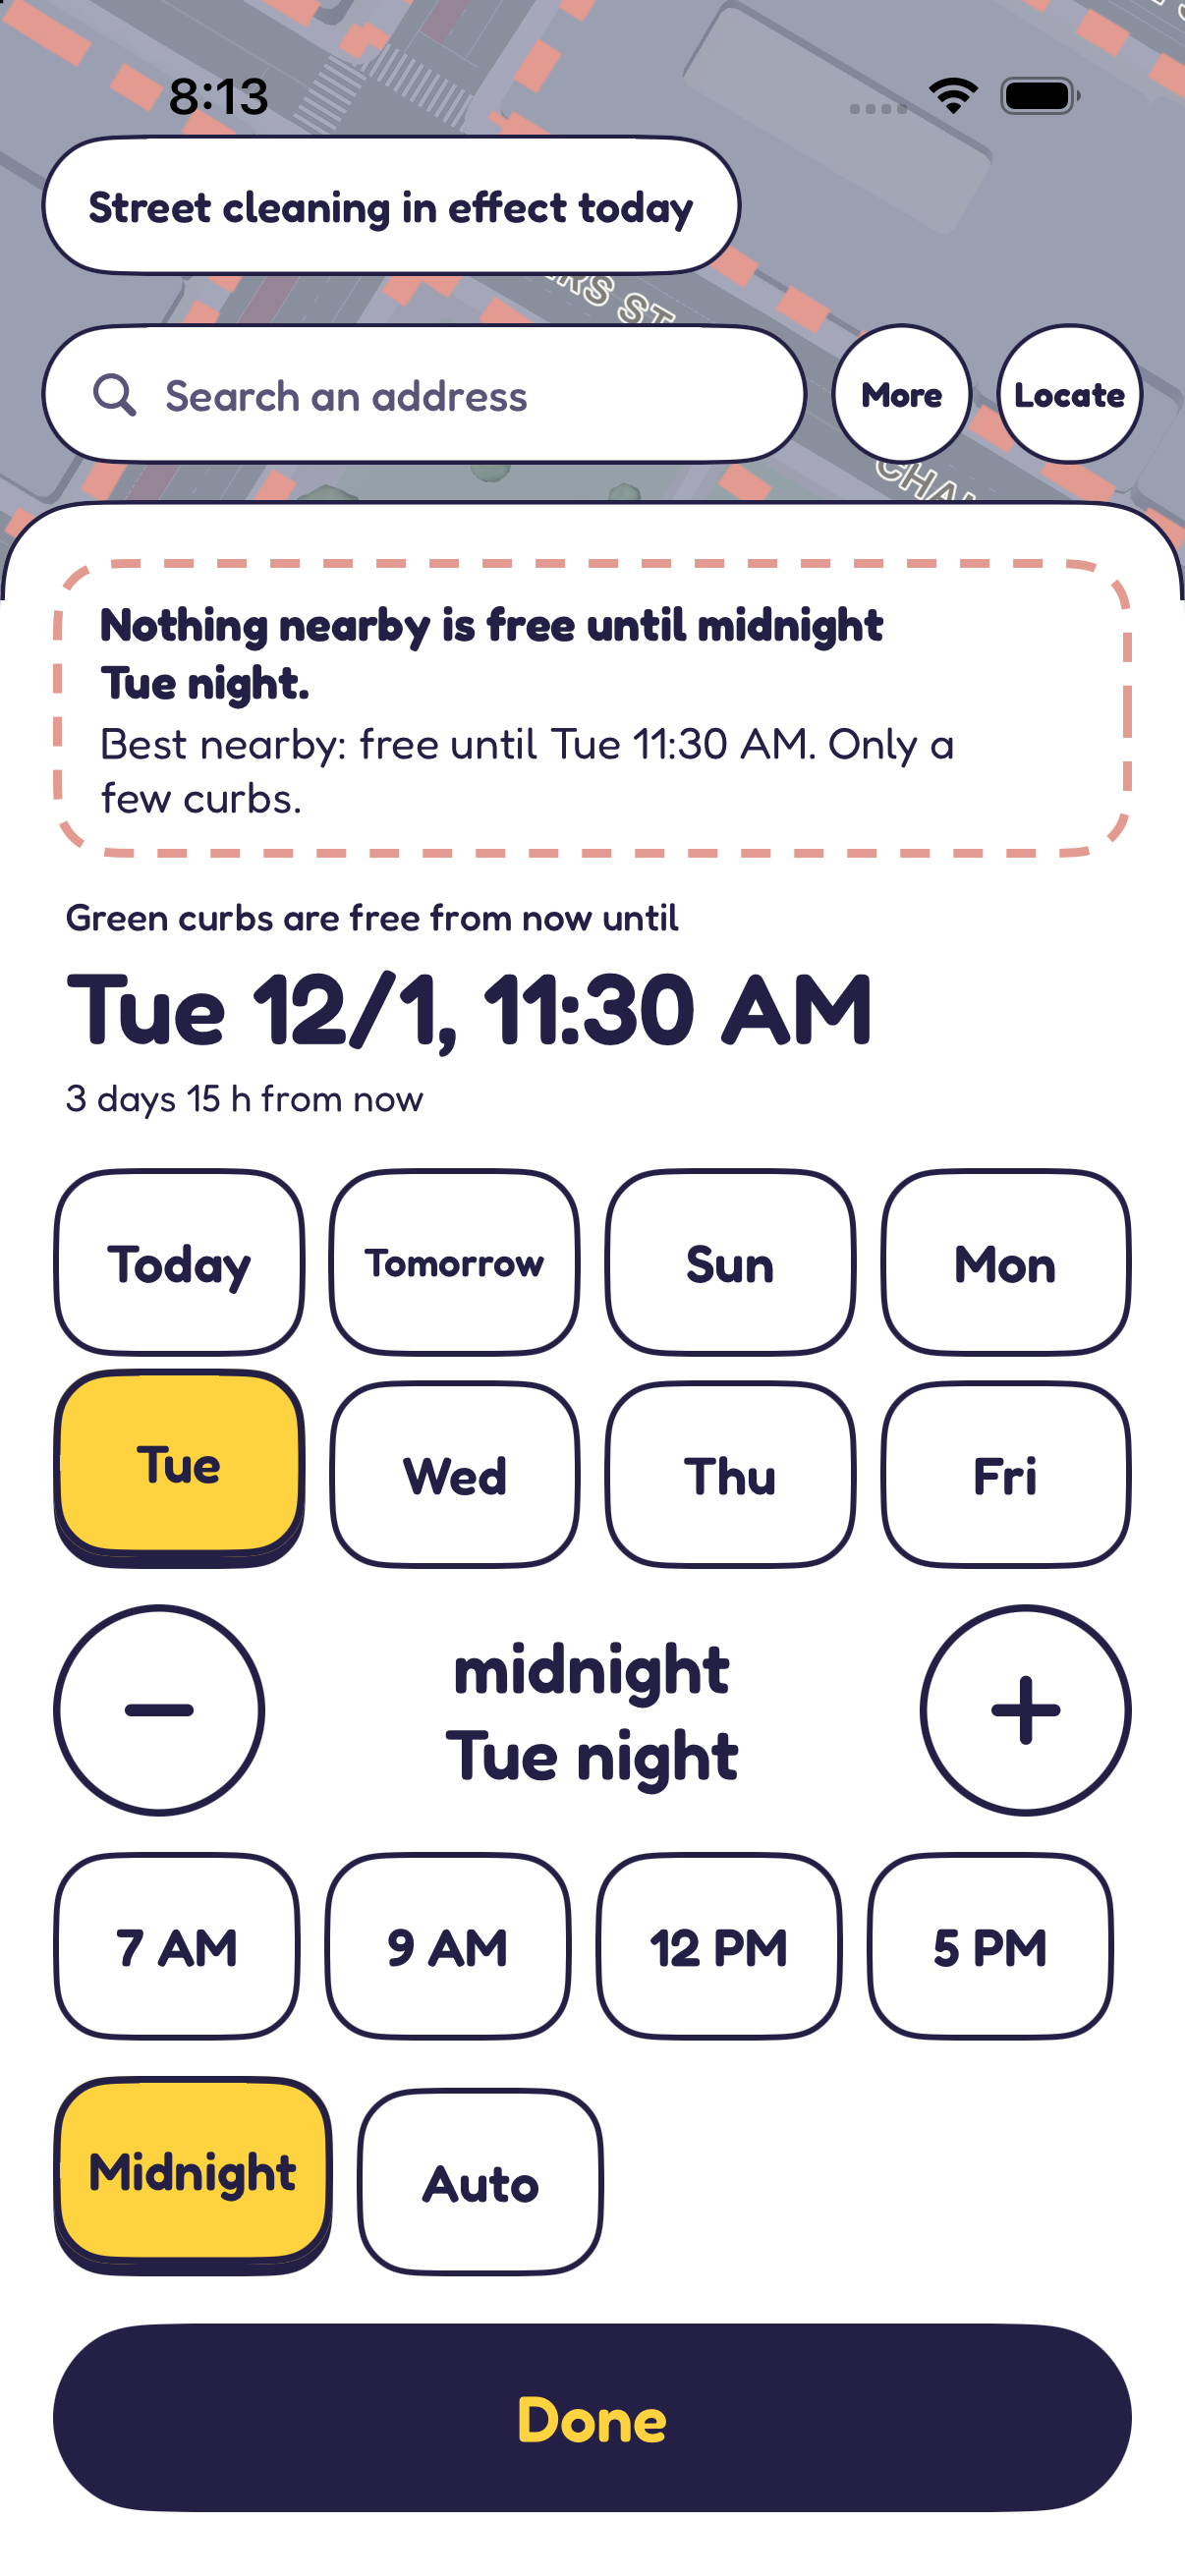 8:13
Street cleaning in effect today
Search an address
More
Locate
Nothing nearby is free until midnight
Tue night.
Best nearby: free until Tue 11:30 AM. Only a
few curbs.
Green curbs are free from now until
Tue 12/1, 11:30 AM
3 days 15 h from now
Today
Tomorrow
Sun
Mon
Tue
Wed
Thu
Fri
midnight
Tue night
7 AM
9 AM
12 PM
5 PM
Midnight
Auto
Done